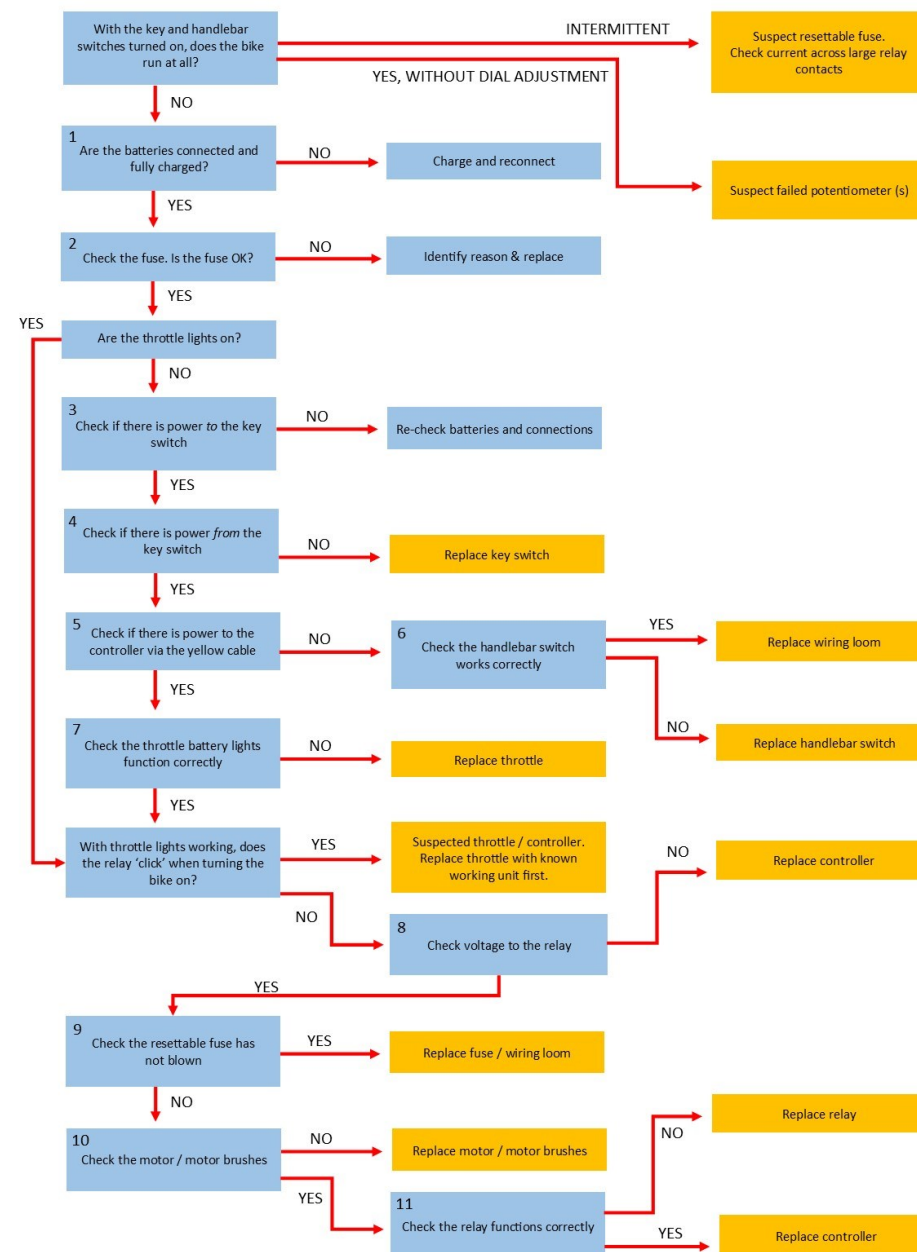 With the key and handlebar
switches turned on, does the bike
run at all?
INTERMITTENT
Suspect resettable fuse.
Check current across large relay
contacts
YES, WITHOUT DIAL ADJUSTMENT
NO
1
Are the batteries connected and
fully charged?
NO
Charge and reconnect
Suspect failed potentiometer (s)
YES
2
Check the fuse. Is the fuse OK?
NO
Identify reason & replace
YES
YES
Are the throttle lights on?
NO
3
Check if there is power to the key
switch
NO
Re-check batteries and connections
YES
4
Check if there is power from the
key switch
NO
Replace key switch
YES
5
Check if there is power to the
controller via the yellow cable
NO
6
Check the handlebar switch
works correctly
YES
Replace wiring loom
NO
Replace handlebar switch
YES
7
Check the throttle battery lights
function correctly
NO
Replace throttle
YES
With throttle lights working, does
the relay ‘click’ when turning the
bike on?
YES
Suspected throttle / controller.
Replace throttle with known
working unit first.
NO
Replace controller
NO
8
Check voltage to the relay
YES
9
Check the resettable fuse has
not blown
YES
Replace fuse / wiring loom
NO
10
Check the motor / motor brushes
NO
Replace motor / motor brushes
YES
11
Check the relay functions correctly
NO
Replace relay
YES
Replace controller